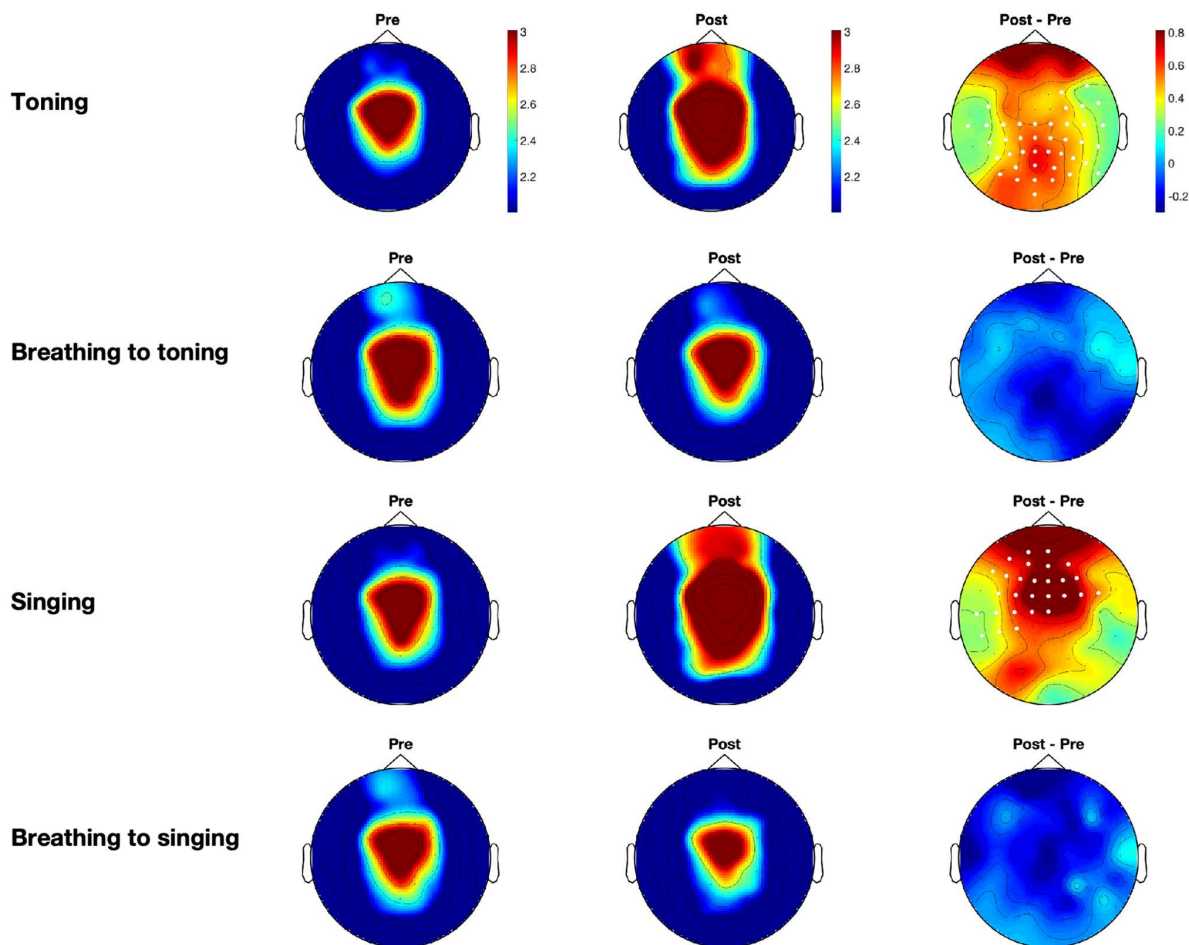 Pre
Post
Post - Pre
Toning
3
2.8
2.6
2.4
2.2
3
2.8
2.6
2.4
2.2
0.8
0.6
0.4
0.2
0
-0.2
Pre
Post
Post - Pre
Breathing to toning
Pre
Post
Post - Pre
Singing
Pre
Post
Post - Pre
Breathing to singing